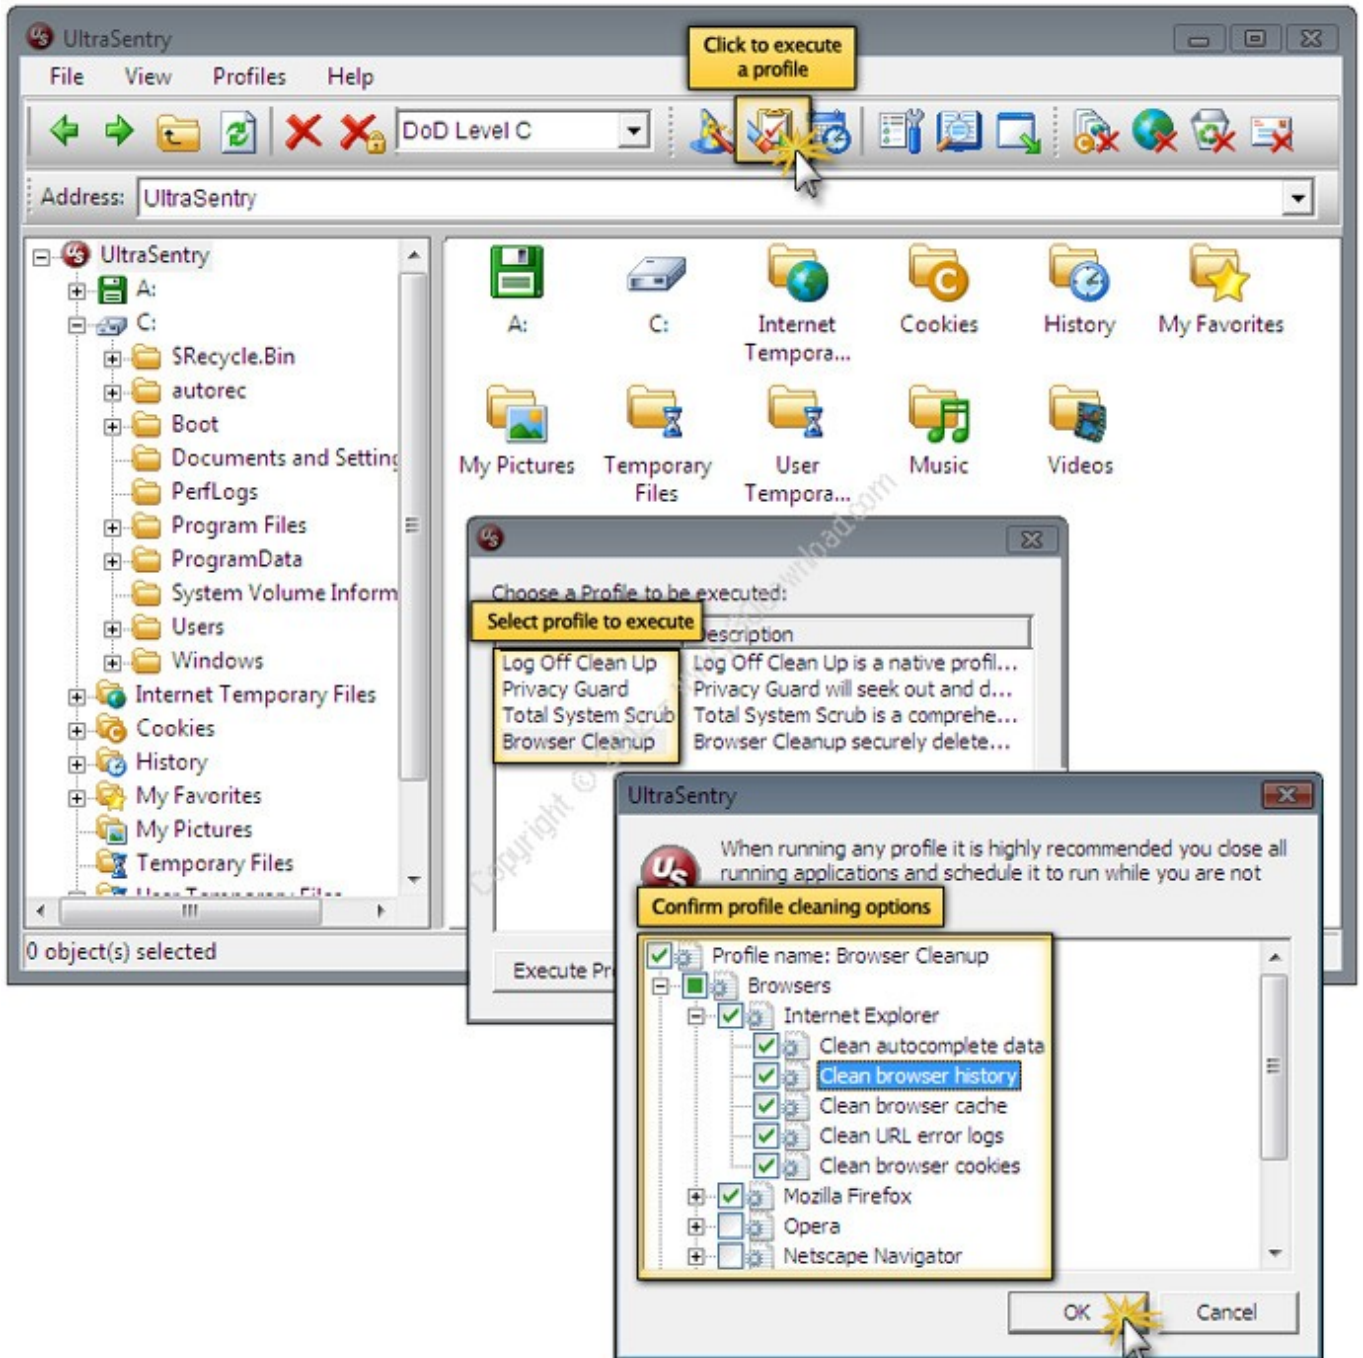 UltraSentry
Click to execute
a profile
File View Profiles Help
DoD Level C
Address: UltraSentry
UltraSentry
A:
C:
$Recycle.Bin
autorec
Boot
Documents and Setting
PerfLogs
Program Files
ProgramData
System Volume Inform
Users
Windows
Internet Temporary Files
Cookies
History
My Favorites
My Pictures
Temporary Files
User Temporary Files
0 object(s) selected
A:
C:
Internet
Tempora...
Cookies
History
My Favorites
My Pictures
Temporary
Files
User
Tempora...
Music
Videos
Choose a Profile to be executed:
Select profile to execute
Description
Log Off Clean Up Log Off Clean Up is a native profil...
Privacy Guard Privacy Guard will seek out and d...
Total System Scrub Total System Scrub is a comprehe...
Browser Cleanup Browser Cleanup securely delete...
Execute Pr
UltraSentry
When running any profile it is highly recommended you close all
running applications and schedule it to run while you are not
Confirm profile cleaning options
Profile name: Browser Cleanup
Browsers
Internet Explorer
Clean autocomplete data
Clean browser history
Clean browser cache
Clean URL error logs
Clean browser cookies
Mozilla Firefox
Opera
Netscape Navigator
OK Cancel